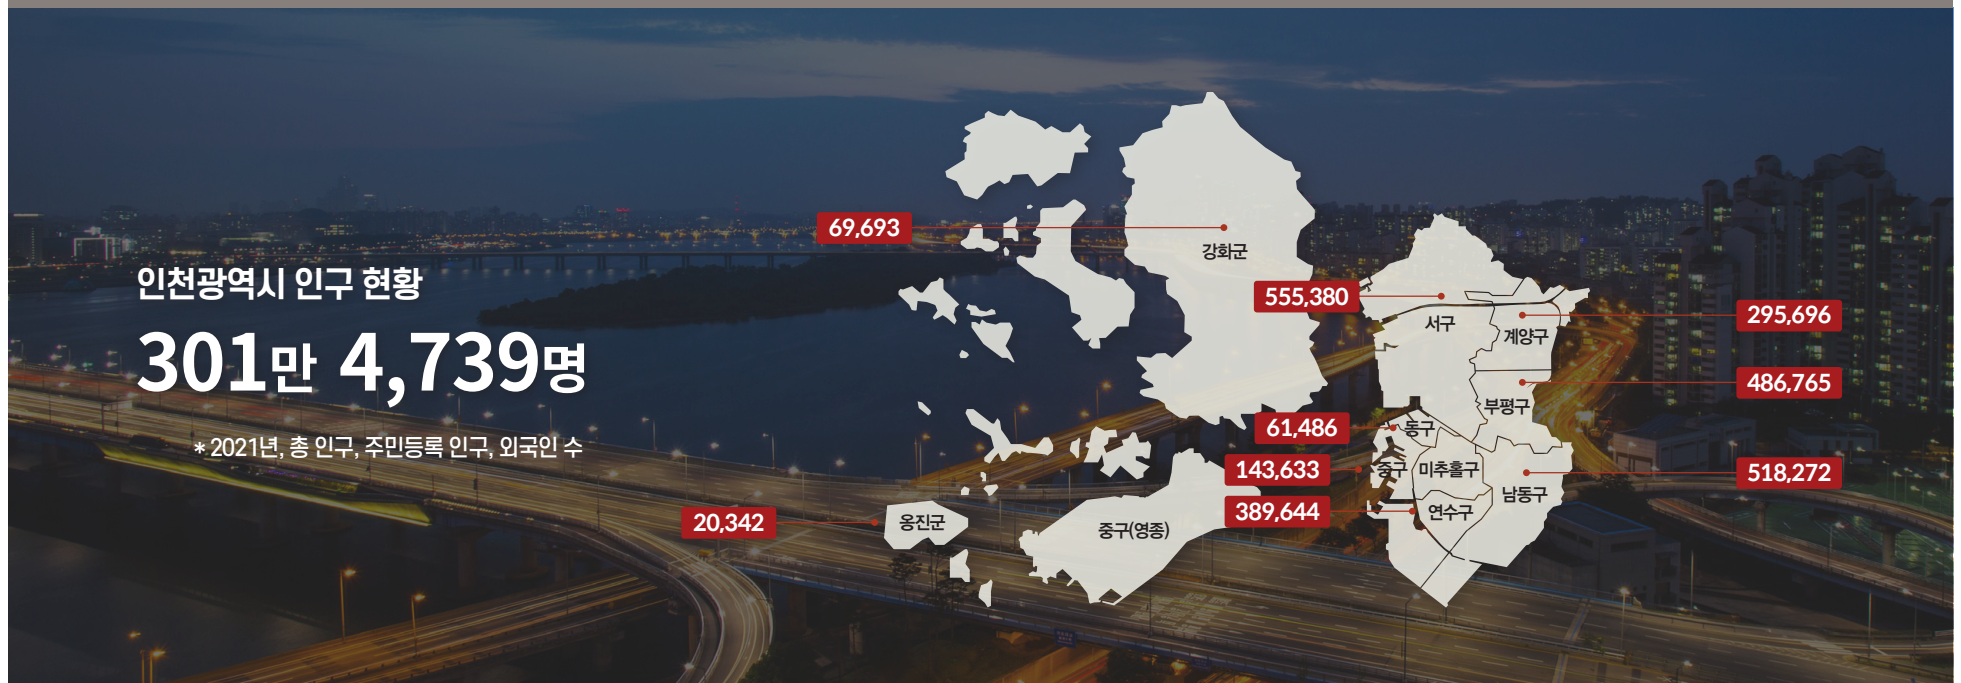 인천광역시 인구 현황
301만 4,739명
* 2021년, 총 인구, 주민등록 인구, 외국인 수
69,693
강화군
555,380
서구
295,696
계양구
486,765
부평구
61,486
동구
143,633
중구
미추홀구
518,272
남동구
389,644
연수구
20,342
옹진군
중구(영종)